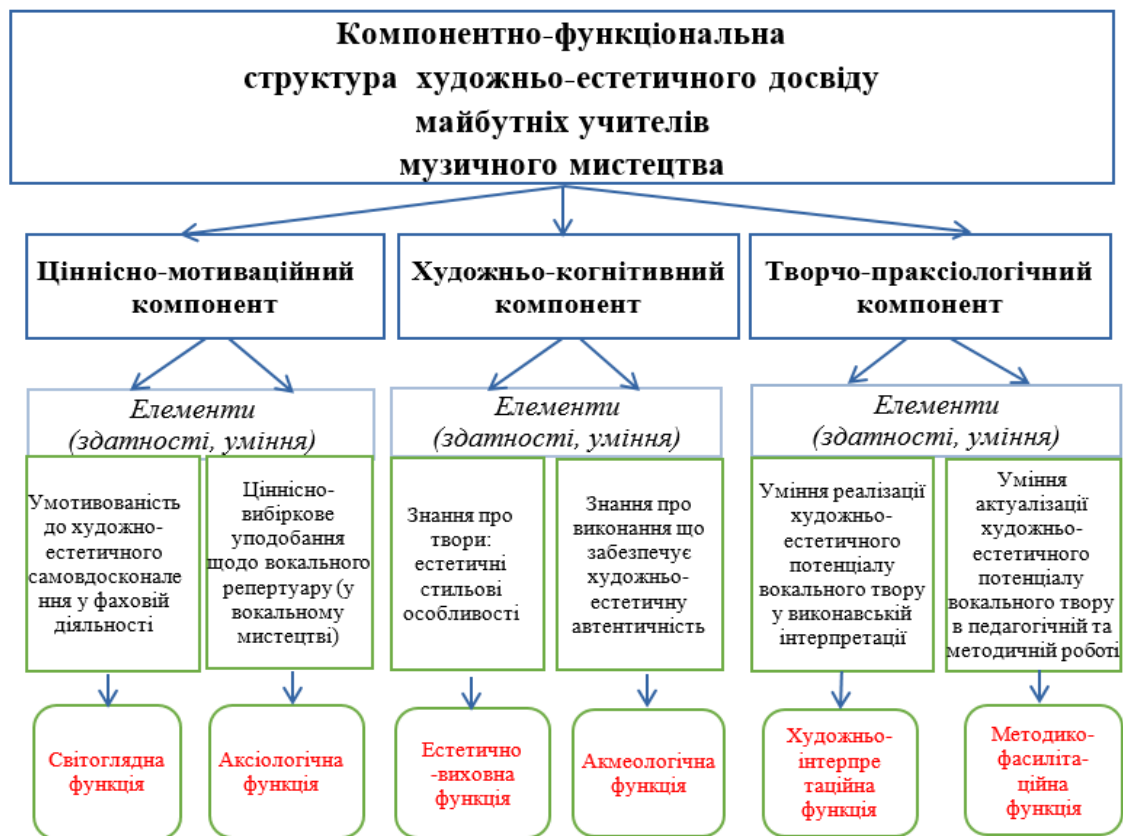 Компонентно-функціональна
структура художньо-естетичного досвіду
майбутніх учителів
музичного мистецтва
Ціннісно-мотиваційний
компонент
Художньо-когнітивний
компонент
Творчо-праксіологічний
компонент
Елементи
(здатності, уміння)
Елементи
(здатності, уміння)
Елементи
(здатності, уміння)
Умотивованість
до художно-
естетичного
самовдосконале
ння у фаховій
діяльності
Ціннісно-
вибіркове
уподобання
щодо вокального
репертуару (у
вокальному
мистецтві)
Знання про
твори:
естетичні
стильові
особливості
Знання про
виконання що
забезпечує
художньо-
естетичну
автентичність
Уміння реалізації
художньо-
естетичного
потенціалу
вокального твору
у виконавській
інтерпретації
Уміння
актуалізації
художньо-
естетичного
потенціалу
вокального твору
в педагогічній та
методичній роботі
Світоглядна
функція
Аксіологічна
функція
Естетично
-виховна
функція
Акмеологічна
функція
Художньо-
інтерпре
таційна
функція
Методико-
фасиліта-
ційна
функція